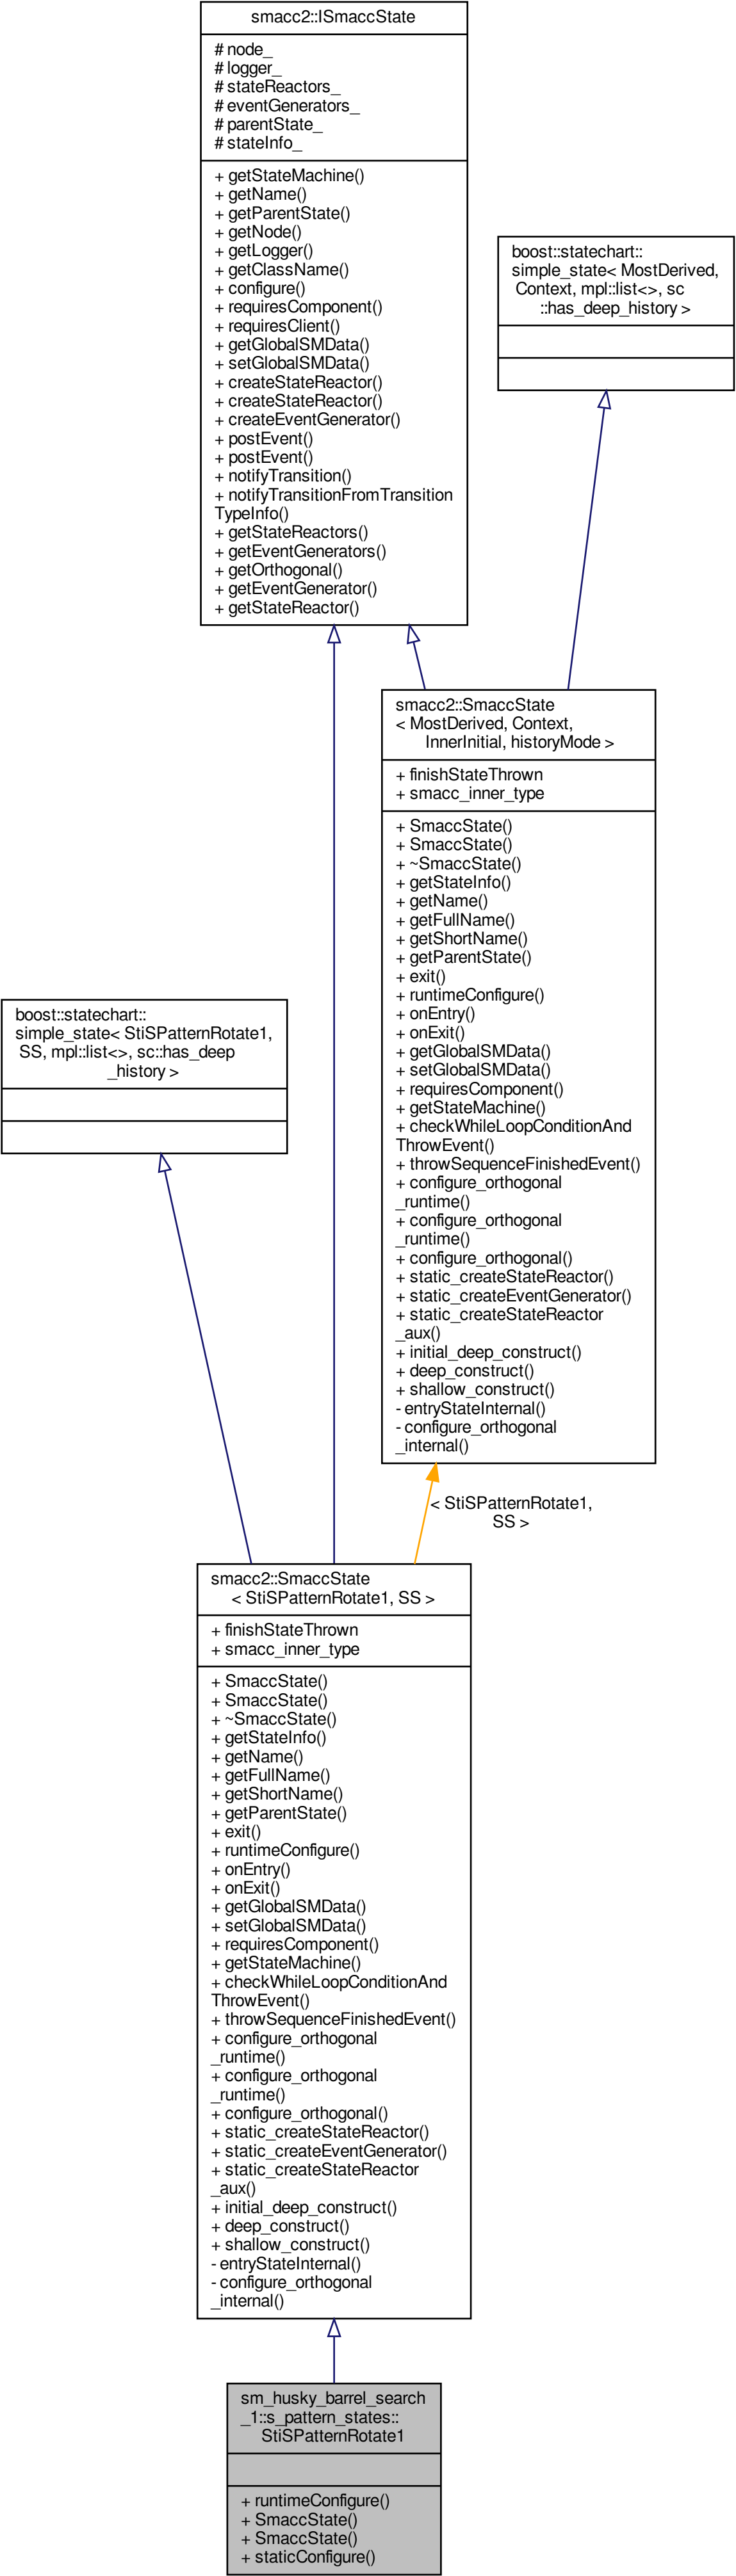 smacc2::ISmaccState
# node_
# logger_
# stateReactors_
# eventGenerators_
# parentState_
# stateInfo_
+ getStateMachine()
+ getName()
+ getParentState()
+ getNode()
+ getLogger()
+ getClassName()
+ configure()
+ requiresComponent()
+ requiresClient()
+ getGlobalSMData()
+ setGlobalSMData()
+ createStateReactor()
+ createStateReactor()
+ createEventGenerator()
+ postEvent()
+ postEvent()
+ notifyTransition()
+ notifyTransitionFromTransition
TypeInfo()
+ getStateReactors()
+ getEventGenerators()
+ getOrthogonal()
+ getEventGenerator()
+ getStateReactor()
boost::statechart::
simple_state< MostDerived,
Context, mpl::list<>, sc
::has_deep_history >
smacc2::SmaccState
< MostDerived, Context,
InnerInitial, historyMode >
+ finishStateThrown
+ smacc_inner_type
+ SmaccState()
+ SmaccState()
+ ~SmaccState()
+ getStateInfo()
+ getName()
+ getFullName()
+ getShortName()
+ getParentState()
+ exit()
+ runtimeConfigure()
+ onEntry()
+ onExit()
+ getGlobalSMData()
+ setGlobalSMData()
+ requiresComponent()
+ getStateMachine()
+ checkWhileLoopConditionAnd
ThrowEvent()
+ throwSequenceFinishedEvent()
+ configure_orthogonal
_runtime()
+ configure_orthogonal
_runtime()
+ configure_orthogonal()
+ static_createStateReactor()
+ static_createEventGenerator()
+ static_createStateReactor
_aux()
+ initial_deep_construct()
+ deep_construct()
+ shallow_construct()
- entryStateInternal()
- configure_orthogonal
_internal()
boost::statechart::
simple_state< StiSPatternRotate1,
SS, mpl::list<>, sc::has_deep
_history >
< StiSPatternRotate1,
SS >
smacc2::SmaccState
< StiSPatternRotate1, SS >
+ finishStateThrown
+ smacc_inner_type
+ SmaccState()
+ SmaccState()
+ ~SmaccState()
+ getStateInfo()
+ getName()
+ getFullName()
+ getShortName()
+ getParentState()
+ exit()
+ runtimeConfigure()
+ onEntry()
+ onExit()
+ getGlobalSMData()
+ setGlobalSMData()
+ requiresComponent()
+ getStateMachine()
+ checkWhileLoopConditionAnd
ThrowEvent()
+ throwSequenceFinishedEvent()
+ configure_orthogonal
_runtime()
+ configure_orthogonal
_runtime()
+ configure_orthogonal()
+ static_createStateReactor()
+ static_createEventGenerator()
+ static_createStateReactor
_aux()
+ initial_deep_construct()
+ deep_construct()
+ shallow_construct()
- entryStateInternal()
- configure_orthogonal
_internal()
sm_husky_barrel_search
_1::s_pattern_states::
StiSPatternRotate1
+ runtimeConfigure()
+ SmaccState()
+ SmaccState()
+ staticConfigure()